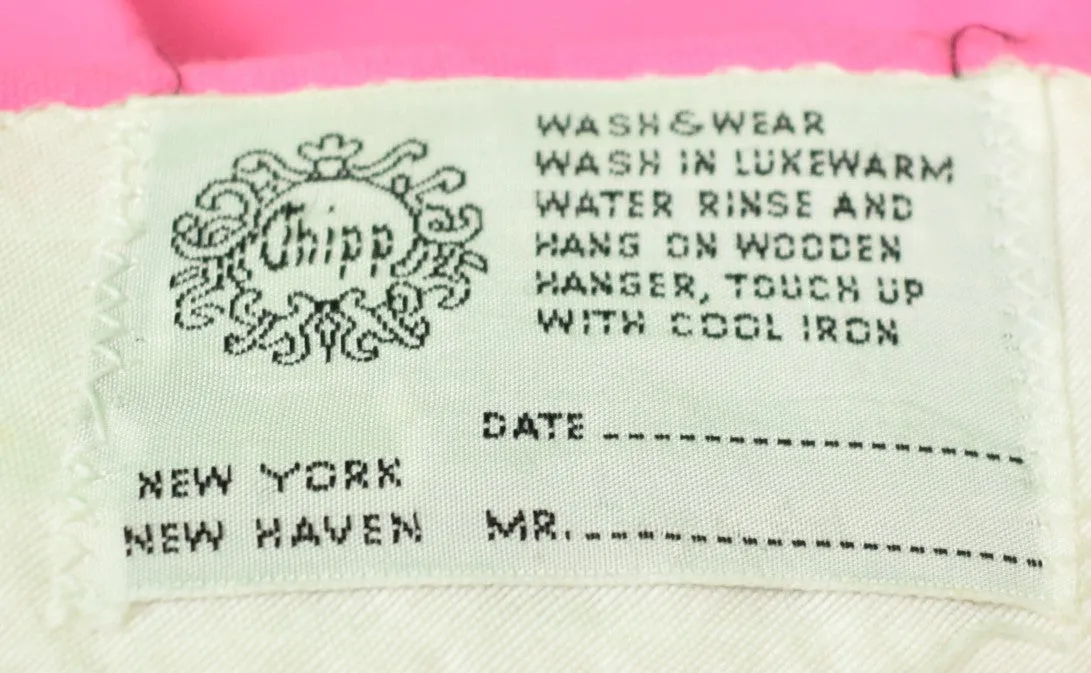 Chipp
WASH & WEAR
WASH IN LUKEWARM
WATER RINSE AND
HANG ON WOODEN
HANGER, TOUCH UP
WITH COOL IRON
DATE
NEW YORK
NEW HAVEN MR.